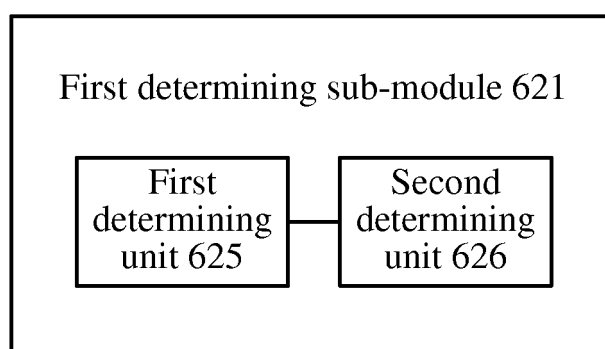 First determining sub-module 621
First
determining
unit 625
Second
determining
unit 626